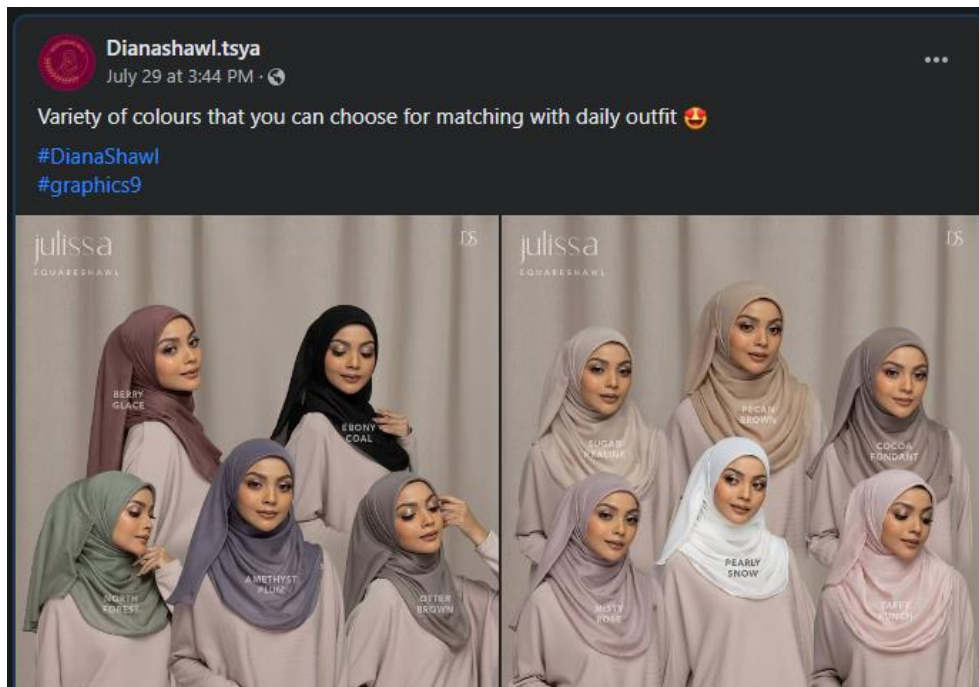 Dianashawl.tsya
July 29 at 3:44 PM ·
Variety of colours that you can choose for matching with daily outfit 🤩
#DianaShawl
#graphics9
julissa
SQUARESHAWL
DS
BERRY
GLACE
EBONY
COAL
NORTH
FOREST
AMETHYST
PLUM
OTTER
BROWN
julissa
SQUARESHAWL
DS
SUGAR
PRALINE
PECAN
BROWN
COCOA
FONDANT
MISTY
ROSE
PEARLY
SNOW
TAFFY
PUNCH